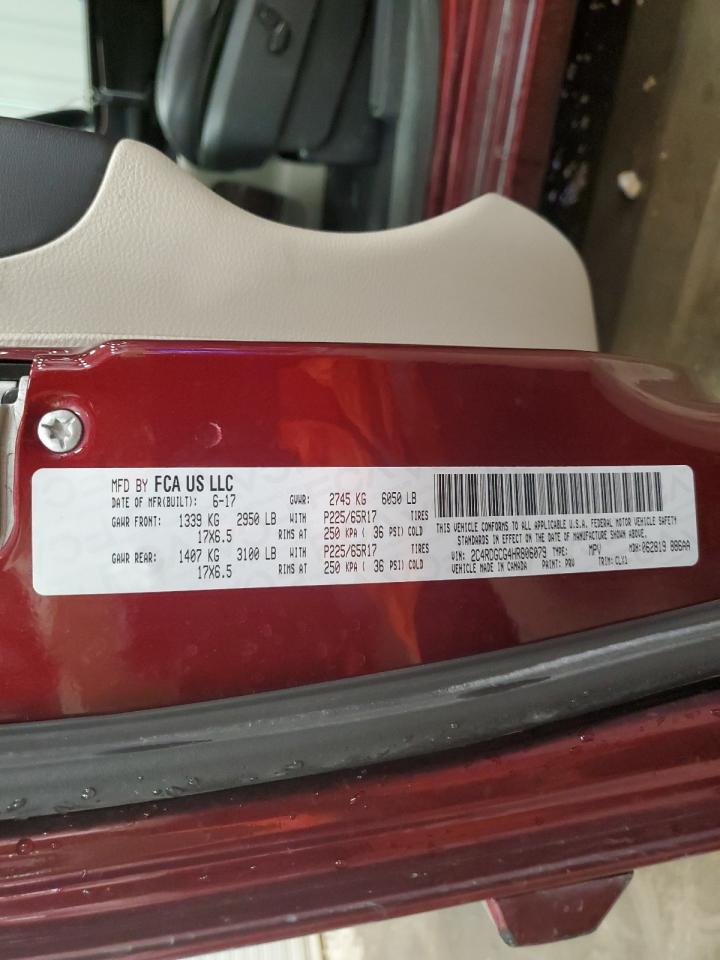 MFD BY FCA US LLC
DATE OF MFR(BUILT): 6-17 GVWR: 2745 KG 6050 LB
GAWR FRONT: 1339 KG 2950 LB WITH P225/65R17 TIRES
17X6.5 RIMS AT 250 KPA ( 36 PSI) COLD
GAWR REAR: 1407 KG 3100 LB WITH P225/65R17 TIRES
17X6.5 RIMS AT 250 KPA ( 36 PSI) COLD
THIS VEHICLE CONFORMS TO ALL APPLICABLE U.S.A. FEDERAL MOTOR VEHICLE SAFETY
STANDARDS IN EFFECT ON THE DATE OF MANUFACTURE SHOWN ABOVE.
VIN: 2C4RDGCG4HR806079 TYPE: MPV MDH: 062819 886AA
VEHICLE MADE IN CANADA PAINT: PRV TRIM: CLX1